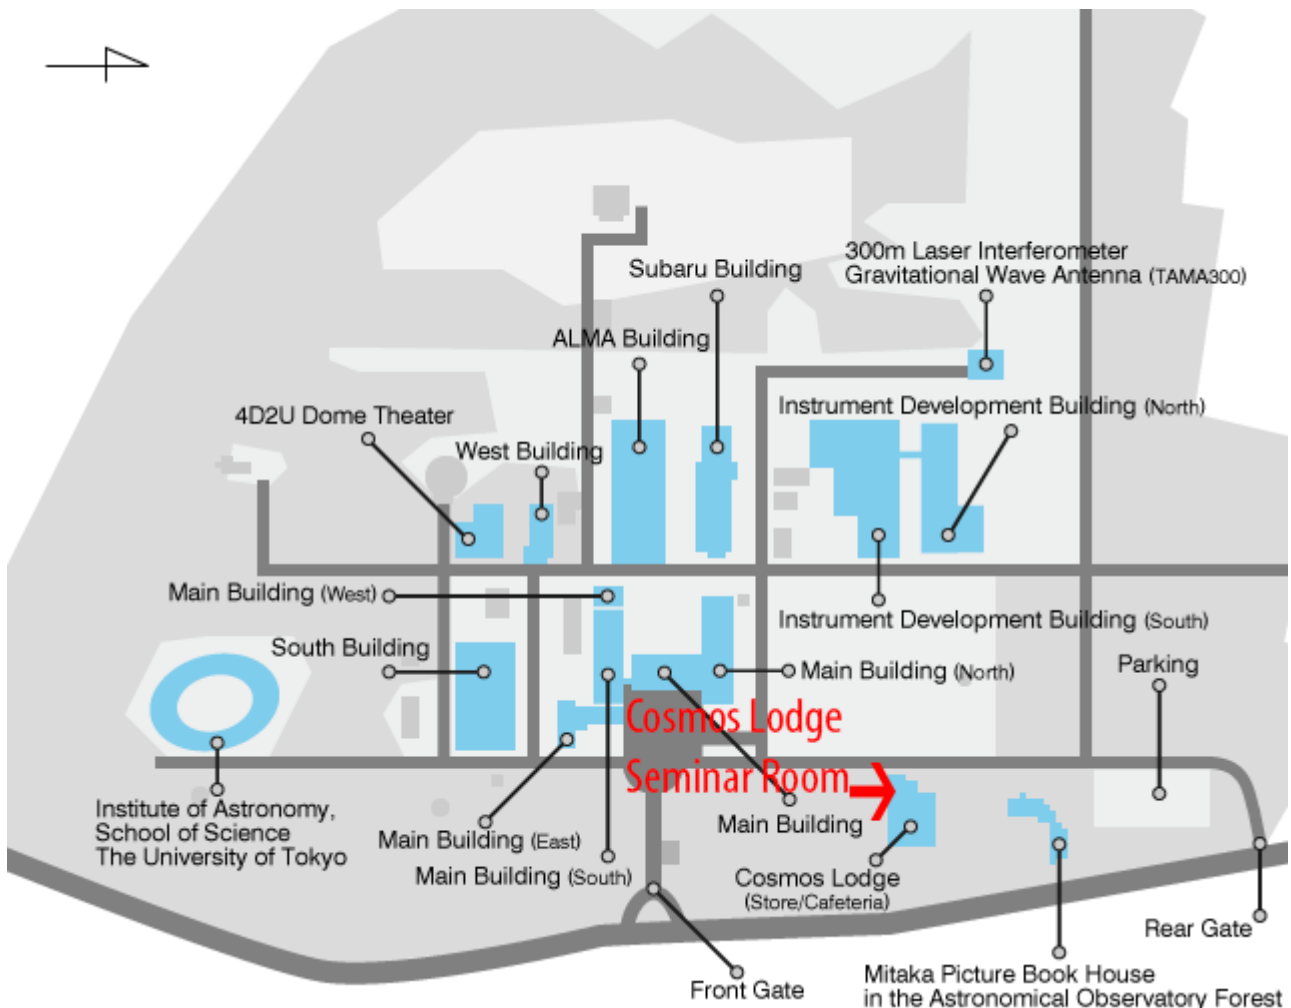 300m Laser Interferometer
Gravitational Wave Antenna (TAMA300)
Subaru Building
ALMA Building
4D2U Dome Theater
West Building
Instrument Development Building (North)
Main Building (West)
South Building
Instrument Development Building (South)
Main Building (North)
Parking
Cosmos Lodge
Seminar Room
Institute of Astronomy,
School of Science
The University of Tokyo
Main Building (East)
Main Building (South)
Main Building
Cosmos Lodge
(Store/Cafeteria)
Rear Gate
Front Gate
Mitaka Picture Book House
in the Astronomical Observatory Forest